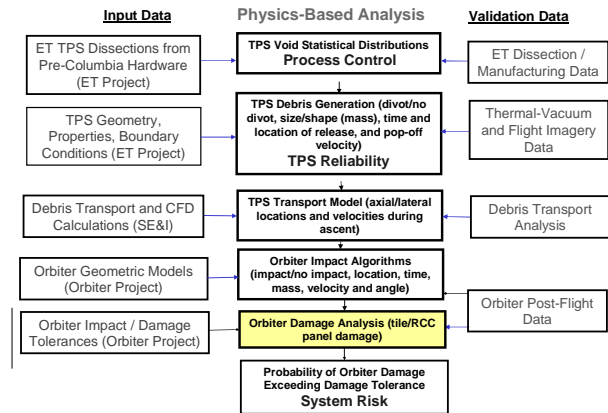 Input Data
Physics-Based Analysis
Validation Data
ET TPS Dissections from
Pre-Columbia Hardware
(ET Project)
TPS Void Statistical Distributions
Process Control
ET Dissection /
Manufacturing Data
TPS Geometry,
Properties, Boundary
Conditions (ET Project)
TPS Debris Generation (divot/no
divot, size/shape (mass), time and
location of release, and pop-off
velocity)
TPS Reliability
Thermal-Vacuum
and Flight Imagery
Data
Debris Transport and CFD
Calculations (SE&I)
TPS Transport Model (axial/lateral
locations and velocities during
ascent)
Debris Transport
Analysis
Orbiter Geometric Models
(Orbiter Project)
Orbiter Impact Algorithms
(impact/no impact, location, time,
mass, velocity and angle)
Orbiter Post-Flight
Data
Orbiter Impact / Damage
Tolerances (Orbiter Project)
Orbiter Damage Analysis (tile/RCC
panel damage)
Probability of Orbiter Damage
Exceeding Damage Tolerance
System Risk